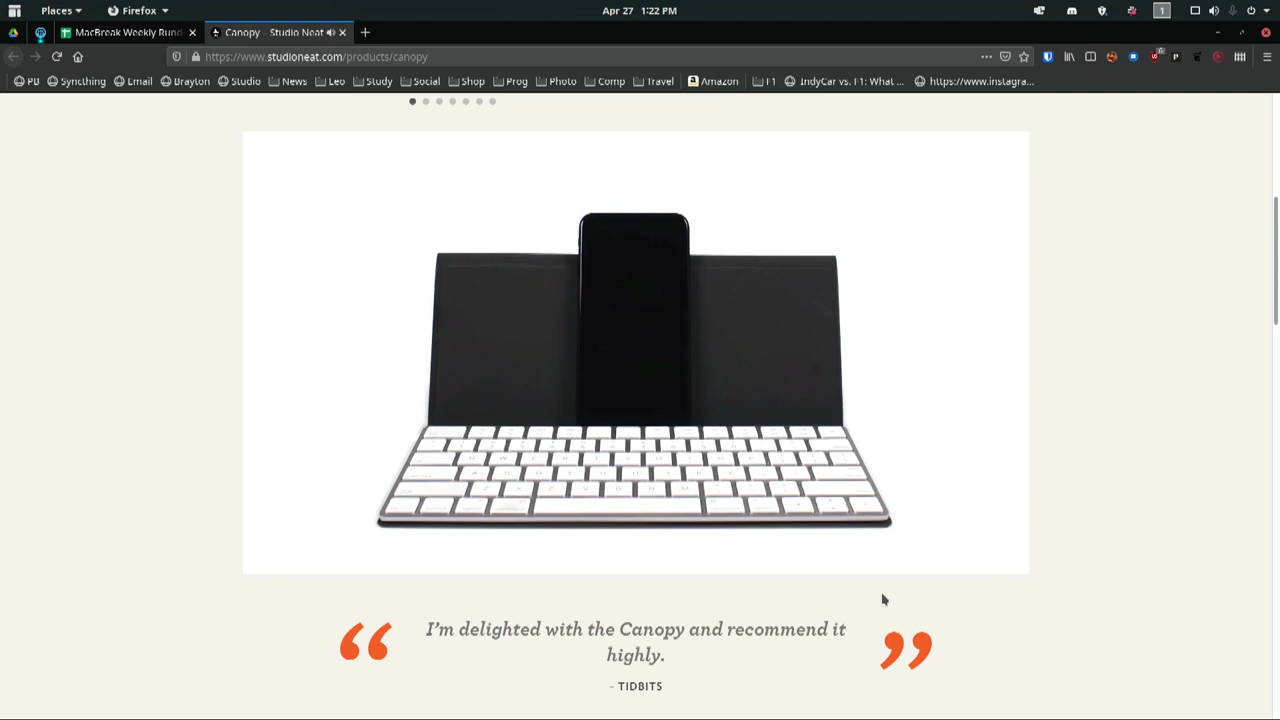 Places Firefox Apr 27 1:22 PM 1
MacBreak Weekly Rund Canopy – Studio Neat
https://www.studioneat.com/products/canopy
PB Syncthing Email Brayton Studio News Leo Study Social Shop Prog Photo Comp Travel Amazon F1 IndyCar vs. F1: What ... https://www.instagra...
“ I’m delighted with the Canopy and recommend it
highly. ”
– TIDBITS